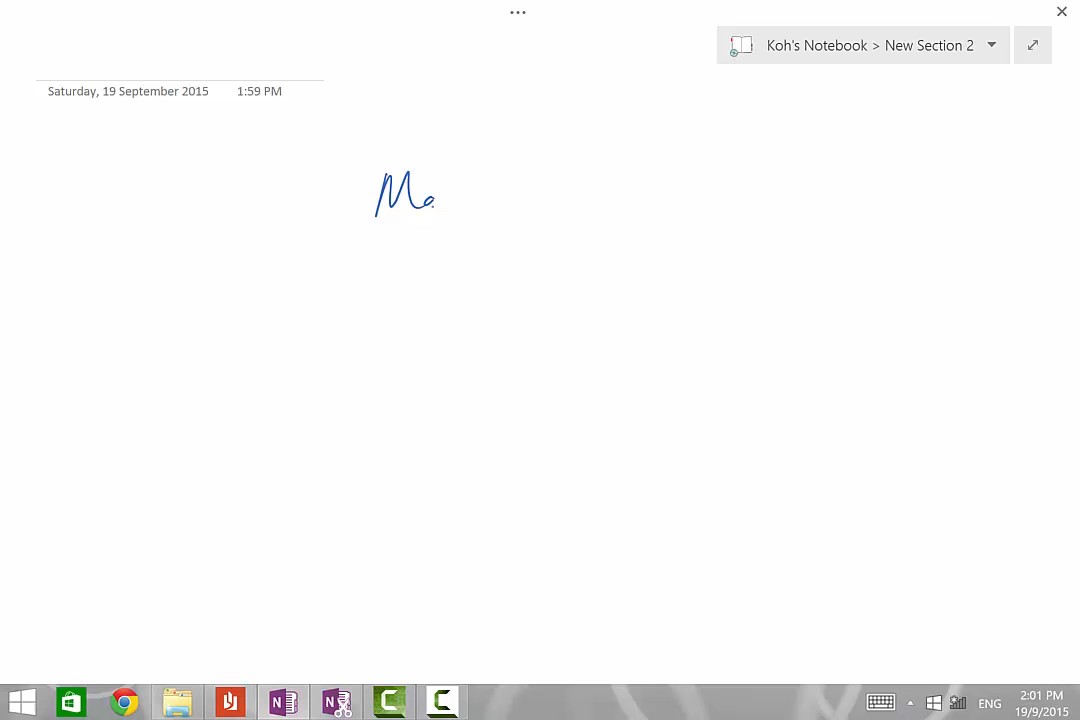 Koh's Notebook > New Section 2
Saturday, 19 September 2015 1:59 PM
Ma
ENG
2:01 PM
19/9/2015